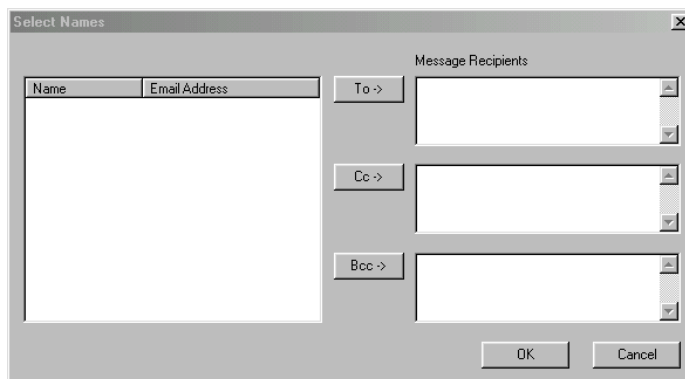 Select Names
Message Recipients
Name Email Address
To ->
Cc ->
Bcc ->
OK Cancel